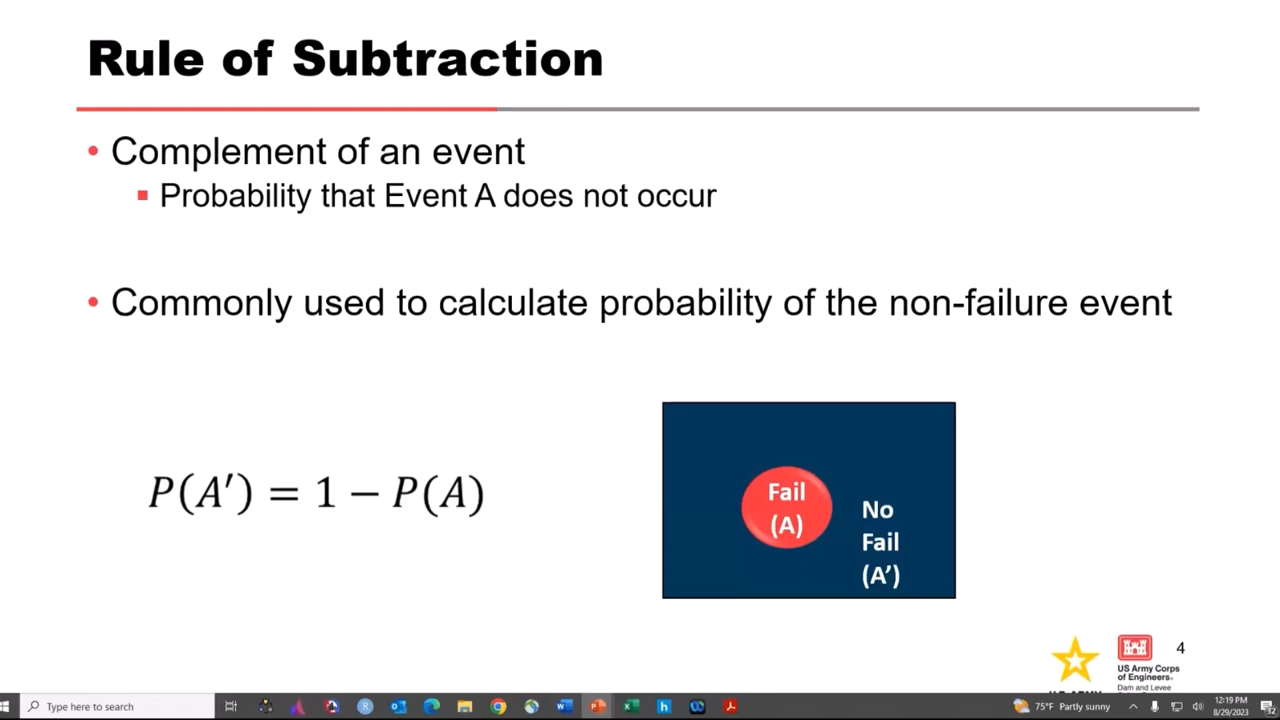 Rule of Subtraction
• Complement of an event
▪ Probability that Event A does not occur
• Commonly used to calculate probability of the non-failure event
P(A′) = 1 − P(A)
Fail
(A)
No
Fail
(A’)
4
US Army Corps
of Engineers®
Dam and Levee
U.S. ARMY
Type here to search
75°F Partly sunny
12:19 PM
8/29/2023